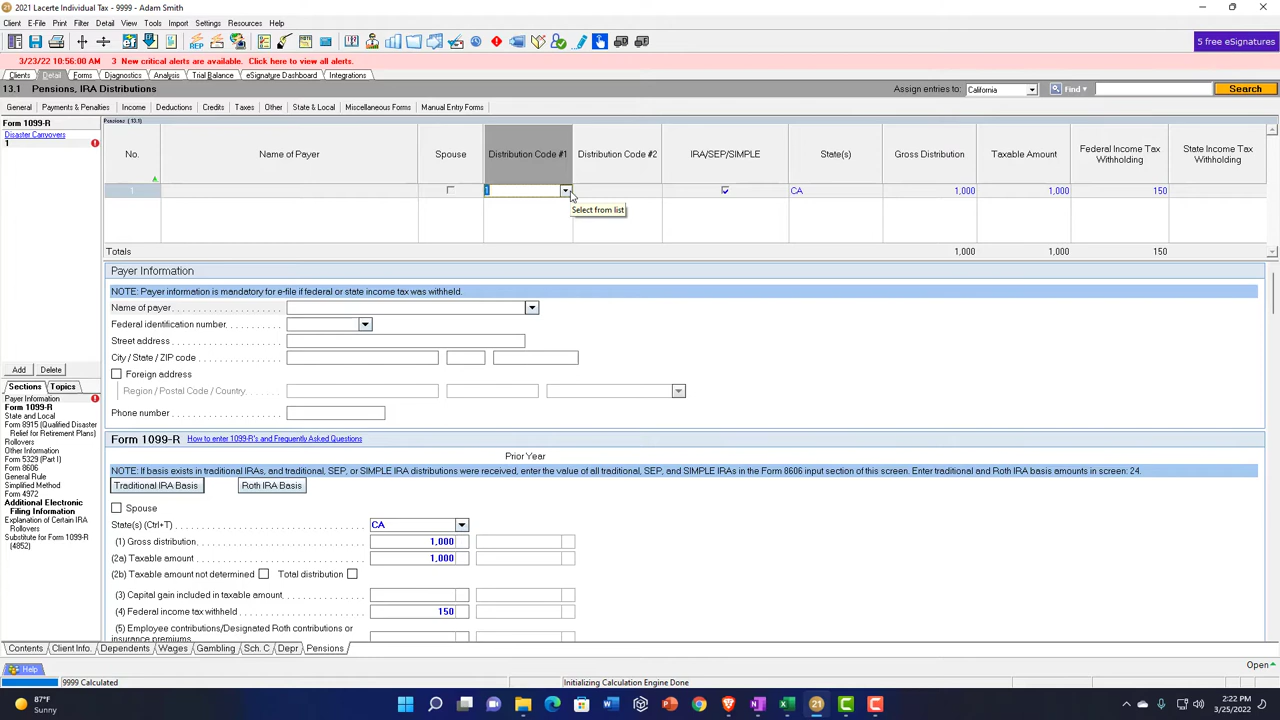 2021 Lacerte Individual Tax - 9999 - Adam Smith
Client E-File Print Filter Detail View Tools Import Settings Resources Help
5 free eSignatures
3/23/22 10:56:00 AM 3 New critical alerts are available. Click here to view all alerts.
Clients Detail Forms Diagnostics Analysis Trial Balance eSignature Dashboard Integrations
13.1 Pensions, IRA Distributions
Assign entries to: California Find Search
General Payments & Penalties Income Deductions Credits Taxes Other State & Local Miscellaneous Forms Manual Entry Forms
Form 1099-R
Disaster Carryovers
1
Pensions (13.1)
No. Name of Payer Spouse Distribution Code #1 Distribution Code #2 IRA/SEP/SIMPLE State(s) Gross Distribution Taxable Amount Federal Income Tax Withholding State Income Tax Withholding
1 1 CA 1,000 1,000 150
Select from list
Totals 1,000 1,000 150
Payer Information
NOTE: Payer information is mandatory for e-file if federal or state income tax was withheld.
Name of payer
Federal identification number
Street address
City / State / ZIP code
Foreign address
Region / Postal Code / Country
Phone number
Add Delete
Sections Topics
Payer Information
Form 1099-R
State and Local
Form 8915 (Qualified Disaster
Relief for Retirement Plans)
Rollovers
Other Information
Form 5329 (Part I)
Form 8606
General Rule
Simplified Method
Form 4972
Additional Electronic
Filing Information
Explanation of Certain IRA
Rollovers
Substitute for Form 1099-R
(4852)
Form 1099-R How to enter 1099-R's and Frequently Asked Questions
Prior Year
NOTE: If basis exists in traditional IRAs, and traditional, SEP, or SIMPLE IRA distributions were received, enter the value of all traditional, SEP, and SIMPLE IRAs in the Form 8606 input section of this screen. Enter traditional and Roth IRA basis amounts in screen: 24.
Traditional IRA Basis Roth IRA Basis
Spouse
State(s) (Ctrl+T) CA
(1) Gross distribution 1,000
(2a) Taxable amount 1,000
(2b) Taxable amount not determined Total distribution
(3) Capital gain included in taxable amount
(4) Federal income tax withheld 150
(5) Employee contributions/Designated Roth contributions or
insurance premiums
Contents Client Info. Dependents Wages Gambling Sch. C Depr Pensions
Help
Open
9999 Calculated
Initializing Calculation Engine Done
87°F
Sunny
2:22 PM
3/25/2022